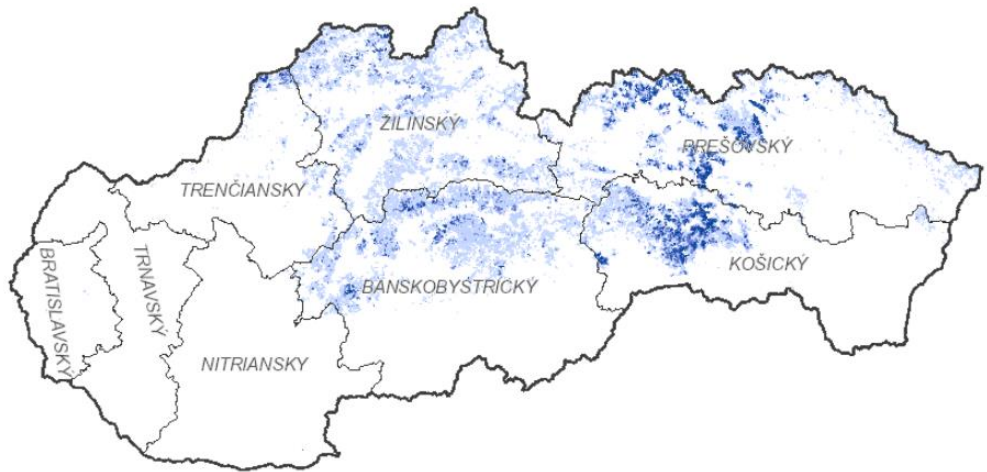 ŽILINSKÝ
PREŠOVSKÝ
TRENČIANSKY
BRATISLAVSKÝ
TRNAVSKÝ
KOŠICKÝ
BANSKOBYSTRICKÝ
NITRIANSKY